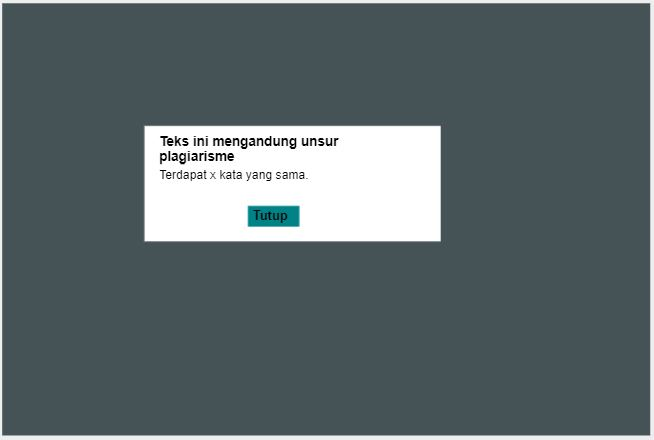 Teks ini mengandung unsur
plagiarisme
Terdapat x kata yang sama.
Tutup